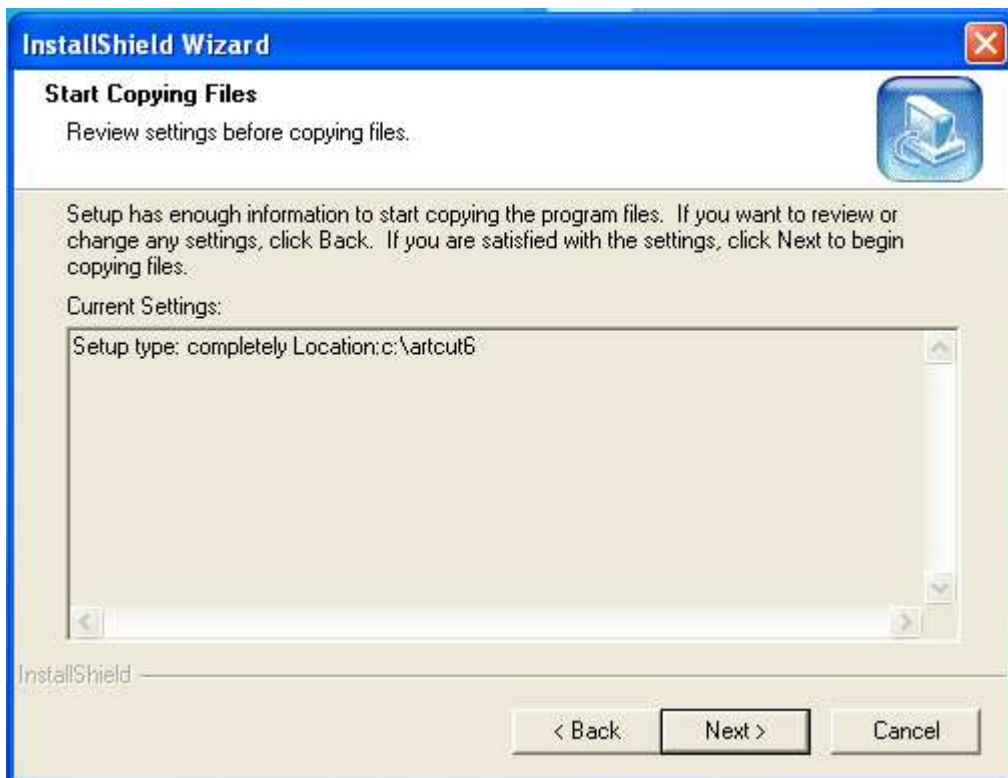 InstallShield Wizard
Start Copying Files
Review settings before copying files.
Setup has enough information to start copying the program files.  If you want to review or
change any settings, click Back.  If you are satisfied with the settings, click Next to begin
copying files.
Current Settings:
Setup type: completely Location:c:\artcut6
InstallShield
< Back
Next >
Cancel